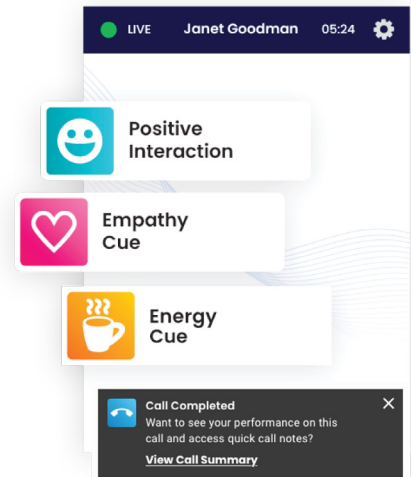 LIVE Janet Goodman 05:24
Positive
Interaction
Empathy
Cue
Energy
Cue
Call Completed
Want to see your performance on this
call and access quick call notes?
View Call Summary